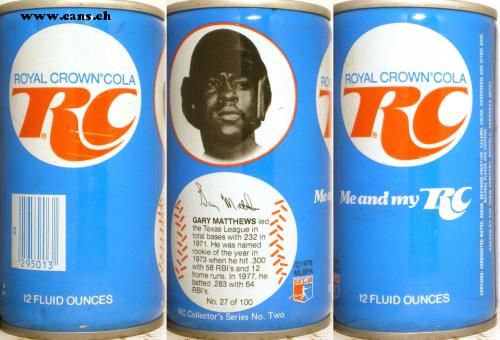 www.cans.ch
ROYAL CROWN® COLA
RC
295013
12 FLUID OUNCES
Gary Matthews
GARY MATTHEWS led
the Texas League in
total bases with 232 in
1971. He was named
rookie of the year in
1973 when he hit .300
with 58 RBI's and 12
home runs. In 1977, he
batted .283 with 64
RBI's.
No. 27 of 100
©1978
MLBPA
RC Collector's Series No. Two
Me
ROYAL CROWN® COLA
RC
Me and my RC
12 FLUID OUNCES